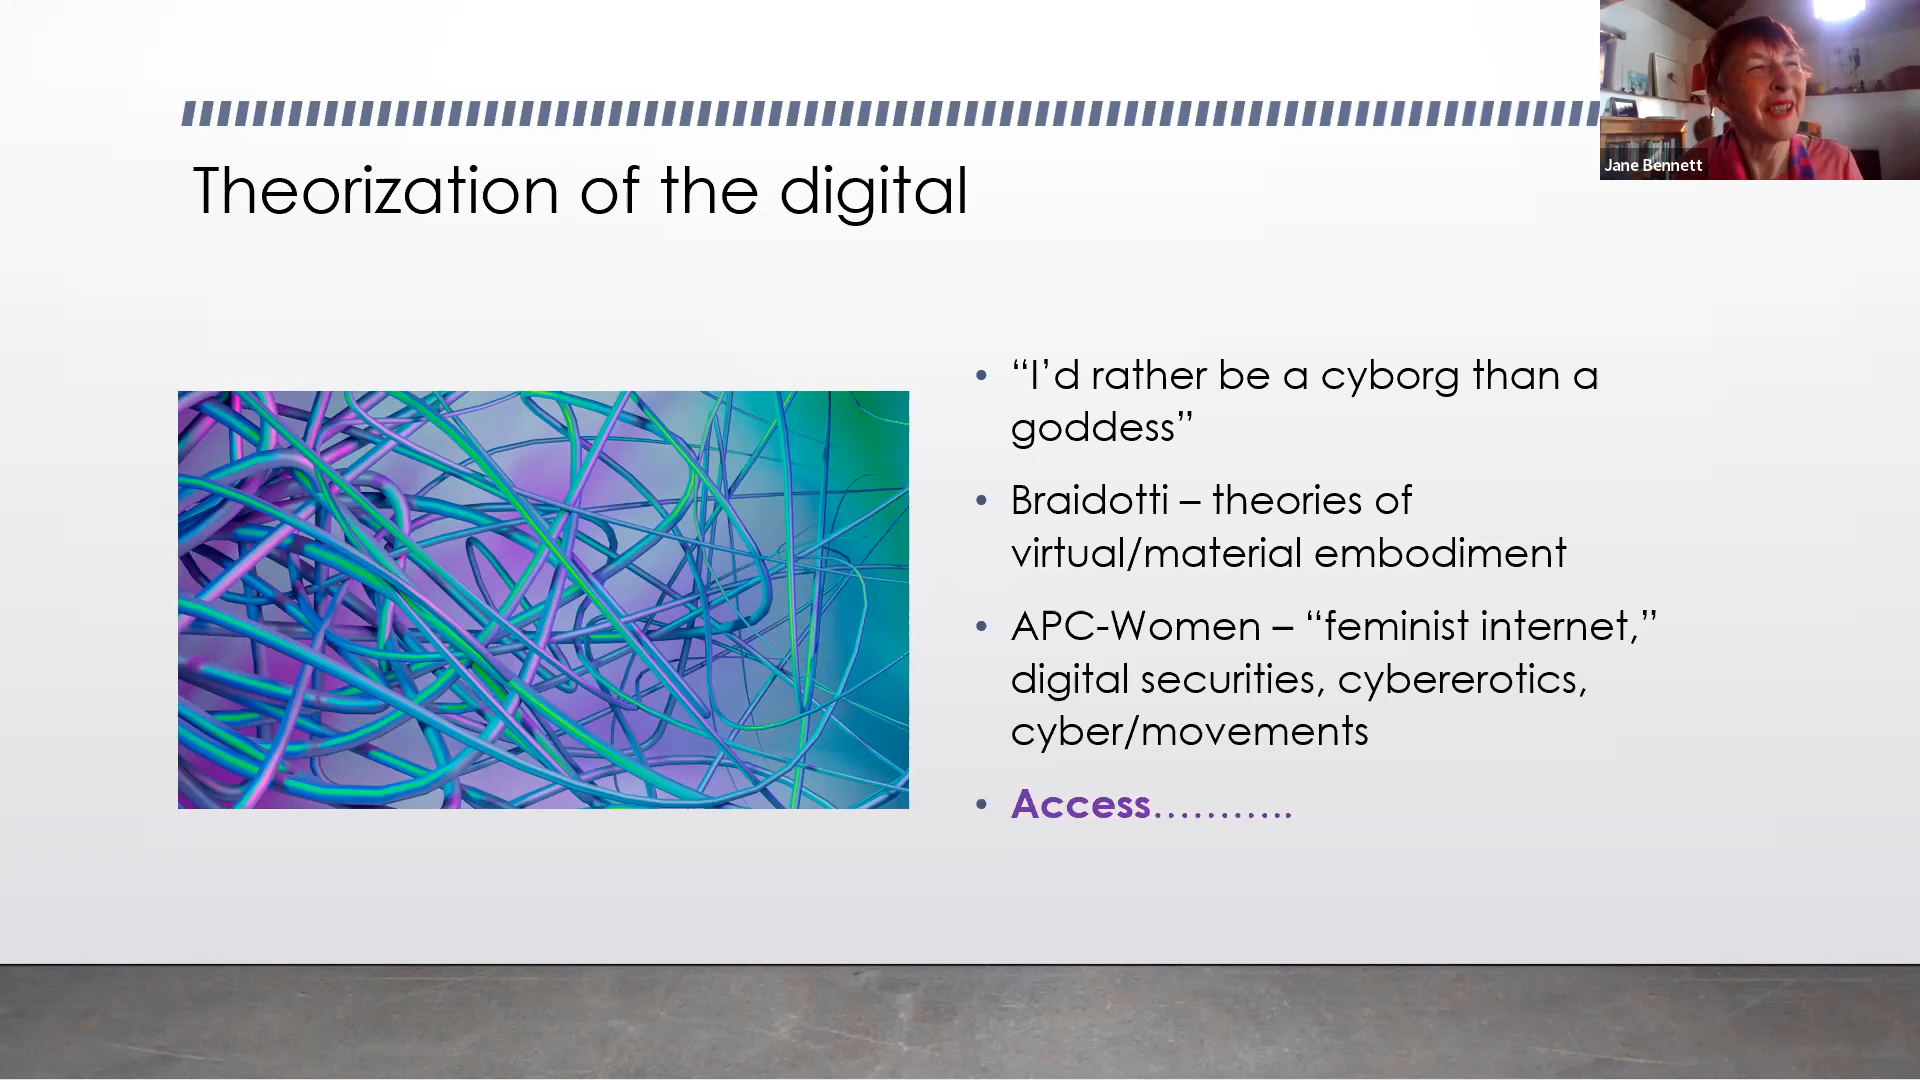 Jane Bennett
Theorization of the digital
• “I’d rather be a cyborg than a
goddess”
• Braidotti – theories of
virtual/material embodiment
• APC-Women – “feminist internet,”
digital securities, cybererotics,
cyber/movements
• Access………..